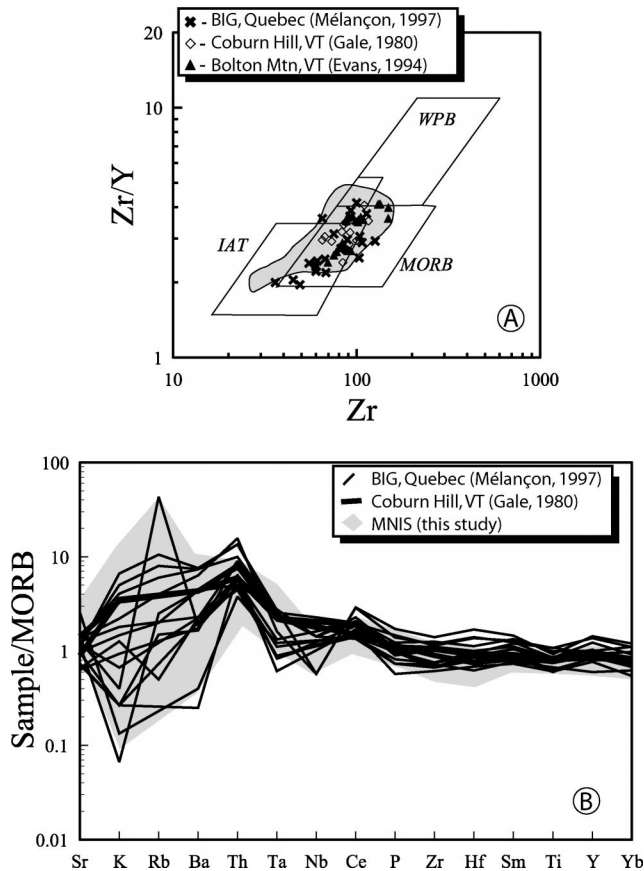 20
✖ - BIG, Quebec (Mélançon, 1997)
◇ - Coburn Hill, VT (Gale, 1980)
▲ - Bolton Mtn, VT (Evans, 1994)
10
WPB
Zr/Y
IAT
MORB
A
1
10 100 1000
Zr
100
BIG, Quebec (Mélançon, 1997)
Coburn Hill, VT (Gale, 1980)
MNIS (this study)
10
Sample/MORB
1
0.1
B
0.01
Sr K Rb Ba Th Ta Nb Ce P Zr Hf Sm Ti Y Yb